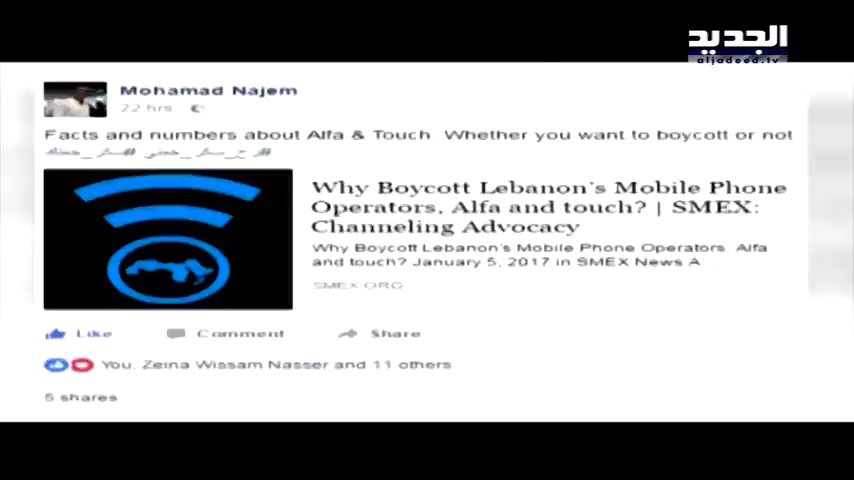 الجديد
aljadeed.tv
Mohamad Najem
22 hrs
Facts and numbers about Alfa & Touch Whether you want to boycott or not
Why Boycott Lebanon's Mobile Phone
Operators, Alfa and touch? | SMEX:
Channeling Advocacy
Why Boycott Lebanon's Mobile Phone Operators, Alfa
and touch? January 5, 2017 in SMEX News A
SMEX.ORG
Like Comment Share
You, Zeina Wissam Nasser and 11 others
5 shares